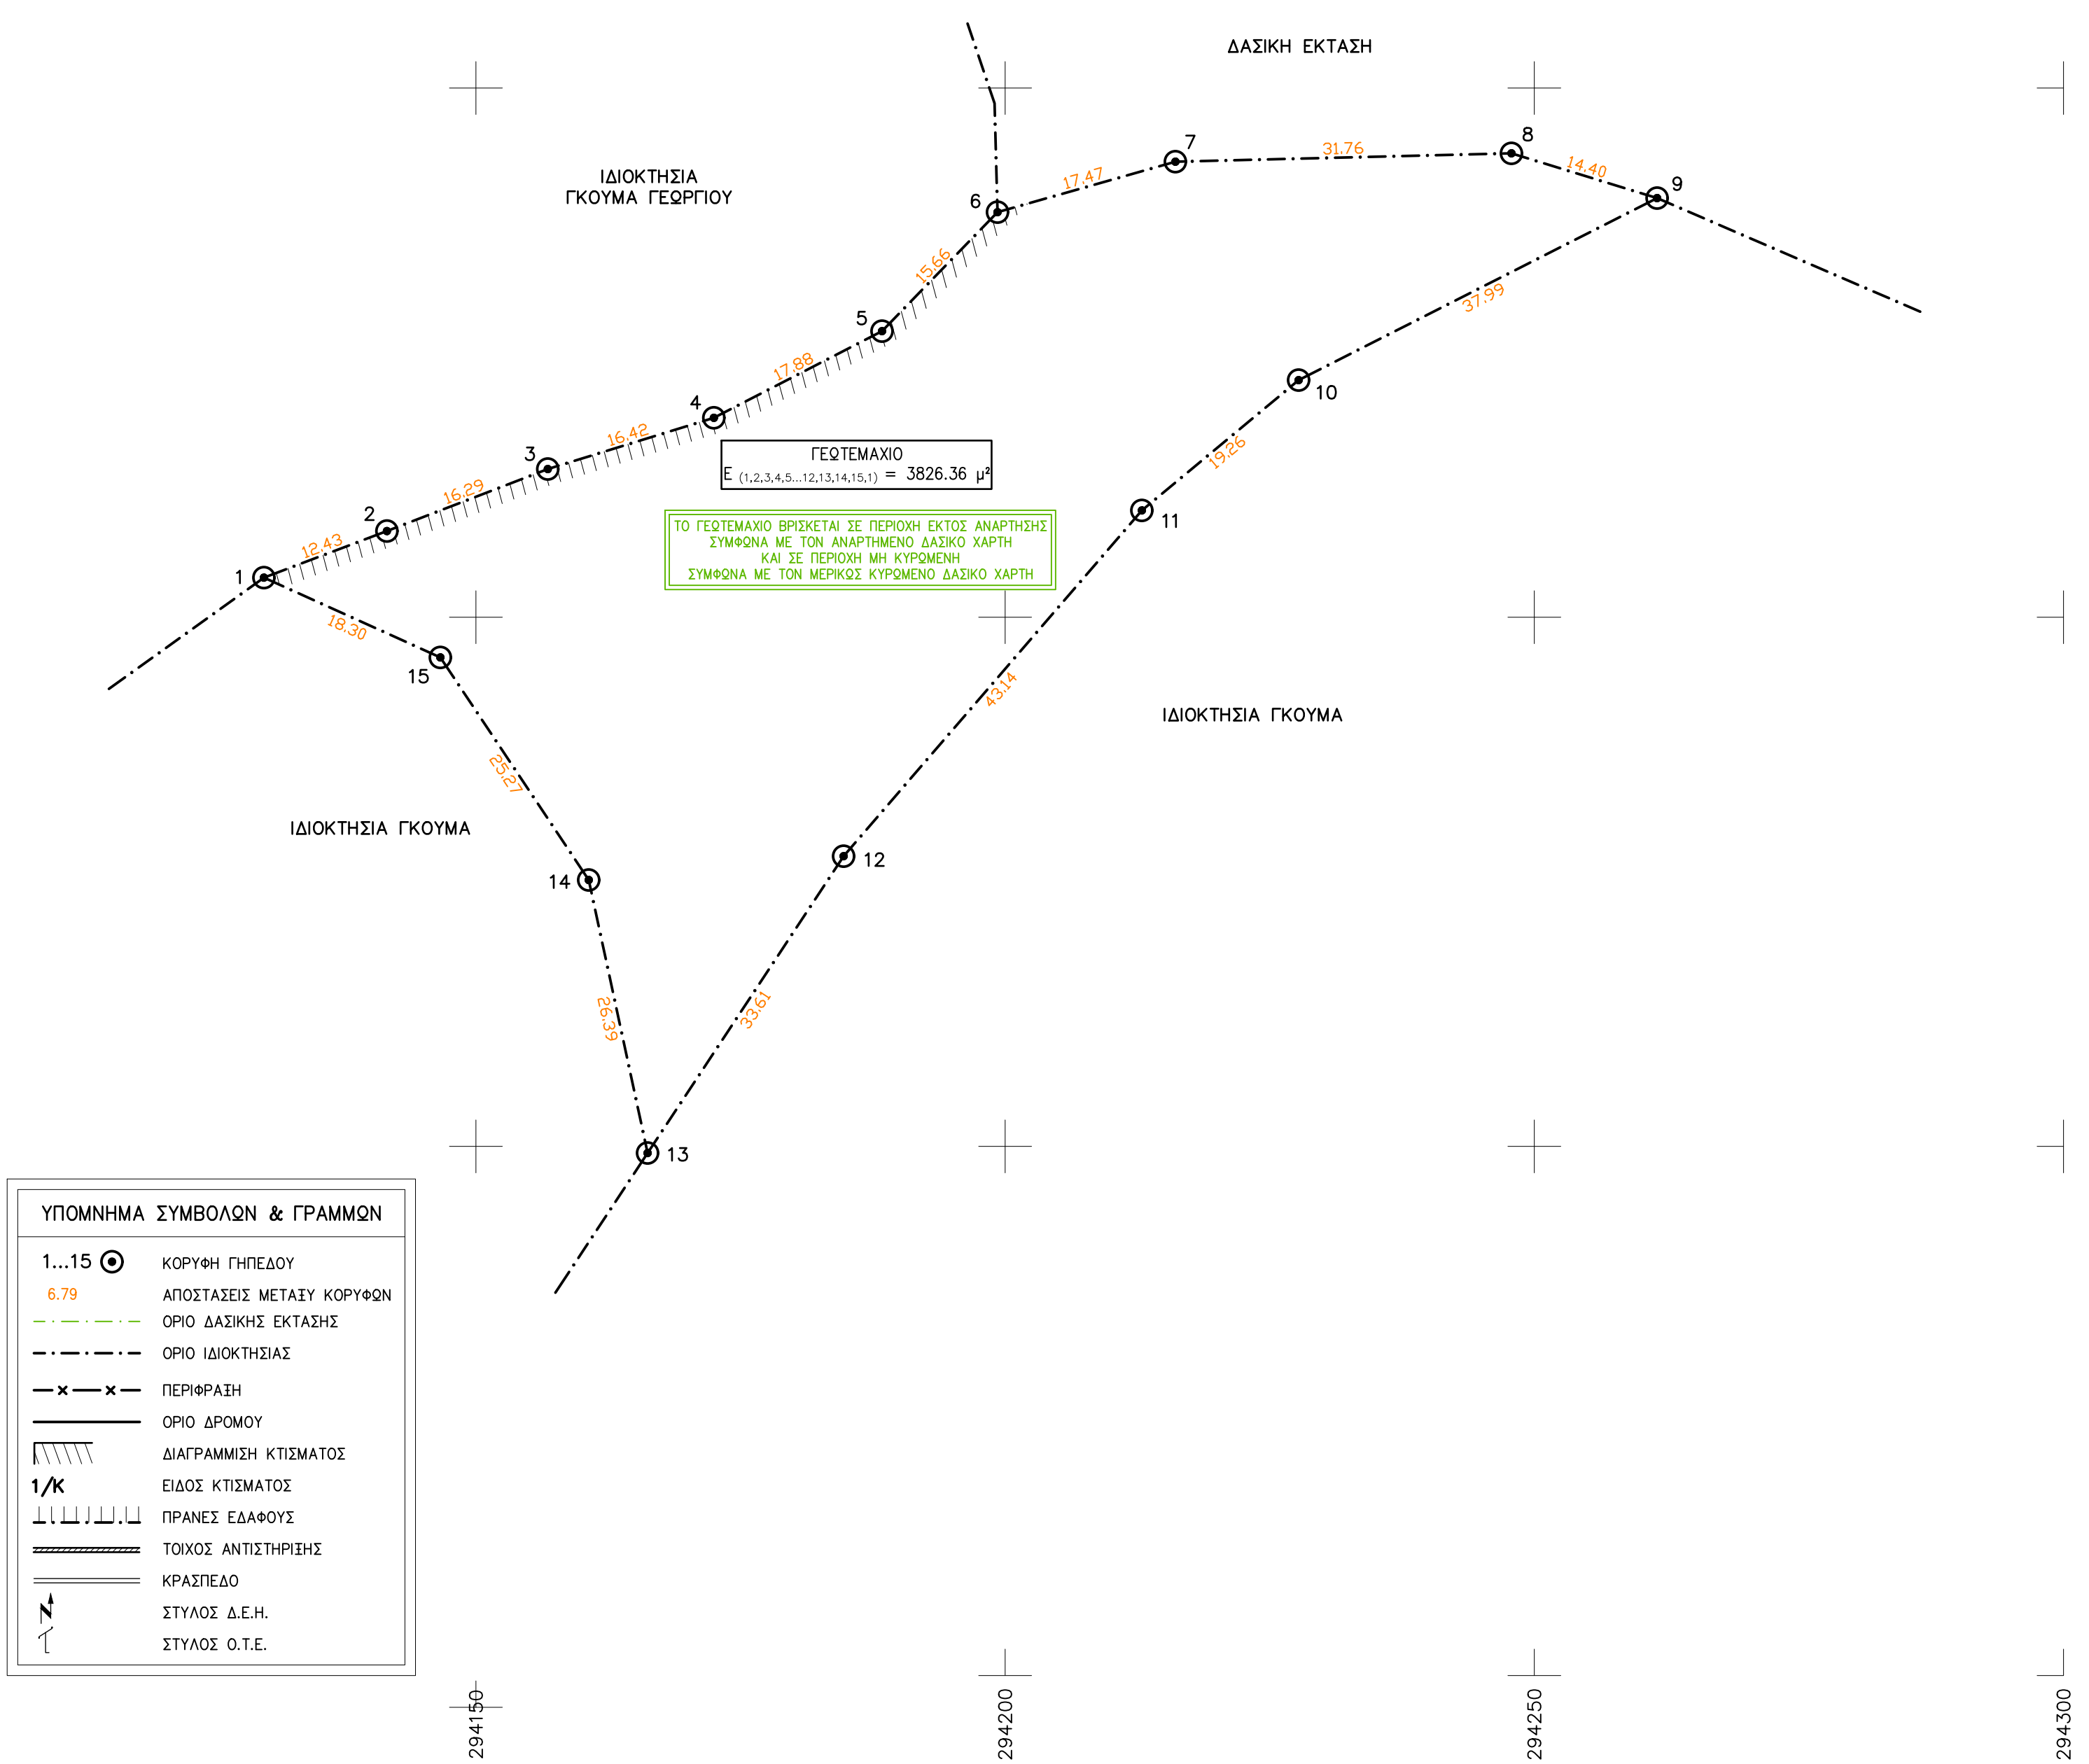 ΔΑΣΙΚΗ ΕΚΤΑΣΗ
ΙΔΙΟΚΤΗΣΙΑ
ΓΚΟΥΜΑ ΓΕΩΡΓΙΟΥ
7
31.76
8
14.40
9
17.47
6
15.66
37.99
5
17.88
10
4
16.42
3
19.26
ΓΕΩΤΕΜΑΧΙΟ
Ε (1,2,3,4,5...12,13,14,15,1) = 3826.36 μ²
16.29
2
11
12.43
1
ΤΟ ΓΕΩΤΕΜΑΧΙΟ ΒΡΙΣΚΕΤΑΙ ΣΕ ΠΕΡΙΟΧΗ ΕΚΤΟΣ ΑΝΑΡΤΗΣΗΣ
ΣΥΜΦΩΝΑ ΜΕ ΤΟΝ ΑΝΑΡΤΗΜΕΝΟ ΔΑΣΙΚΟ ΧΑΡΤΗ
ΚΑΙ ΣΕ ΠΕΡΙΟΧΗ ΜΗ ΚΥΡΩΜΕΝΗ
ΣΥΜΦΩΝΑ ΜΕ ΤΟΝ ΜΕΡΙΚΩΣ ΚΥΡΩΜΕΝΟ ΔΑΣΙΚΟ ΧΑΡΤΗ
18.30
15
43.14
ΙΔΙΟΚΤΗΣΙΑ ΓΚΟΥΜΑ
25.27
ΙΔΙΟΚΤΗΣΙΑ ΓΚΟΥΜΑ
12
14
33.61
26.39
13
ΥΠΟΜΝΗΜΑ ΣΥΜΒΟΛΩΝ & ΓΡΑΜΜΩΝ
1...15 ΚΟΡΥΦΗ ΓΗΠΕΔΟΥ
6.79 ΑΠΟΣΤΑΣΕΙΣ ΜΕΤΑΞΥ ΚΟΡΥΦΩΝ
ΟΡΙΟ ΔΑΣΙΚΗΣ ΕΚΤΑΣΗΣ
ΟΡΙΟ ΙΔΙΟΚΤΗΣΙΑΣ
ΠΕΡΙΦΡΑΞΗ
ΟΡΙΟ ΔΡΟΜΟΥ
ΔΙΑΓΡΑΜΜΙΣΗ ΚΤΙΣΜΑΤΟΣ
1/Κ ΕΙΔΟΣ ΚΤΙΣΜΑΤΟΣ
ΠΡΑΝΕΣ ΕΔΑΦΟΥΣ
ΤΟΙΧΟΣ ΑΝΤΙΣΤΗΡΙΞΗΣ
ΚΡΑΣΠΕΔΟ
ΣΤΥΛΟΣ Δ.Ε.Η.
ΣΤΥΛΟΣ Ο.Τ.Ε.
294150
294200
294250
294300